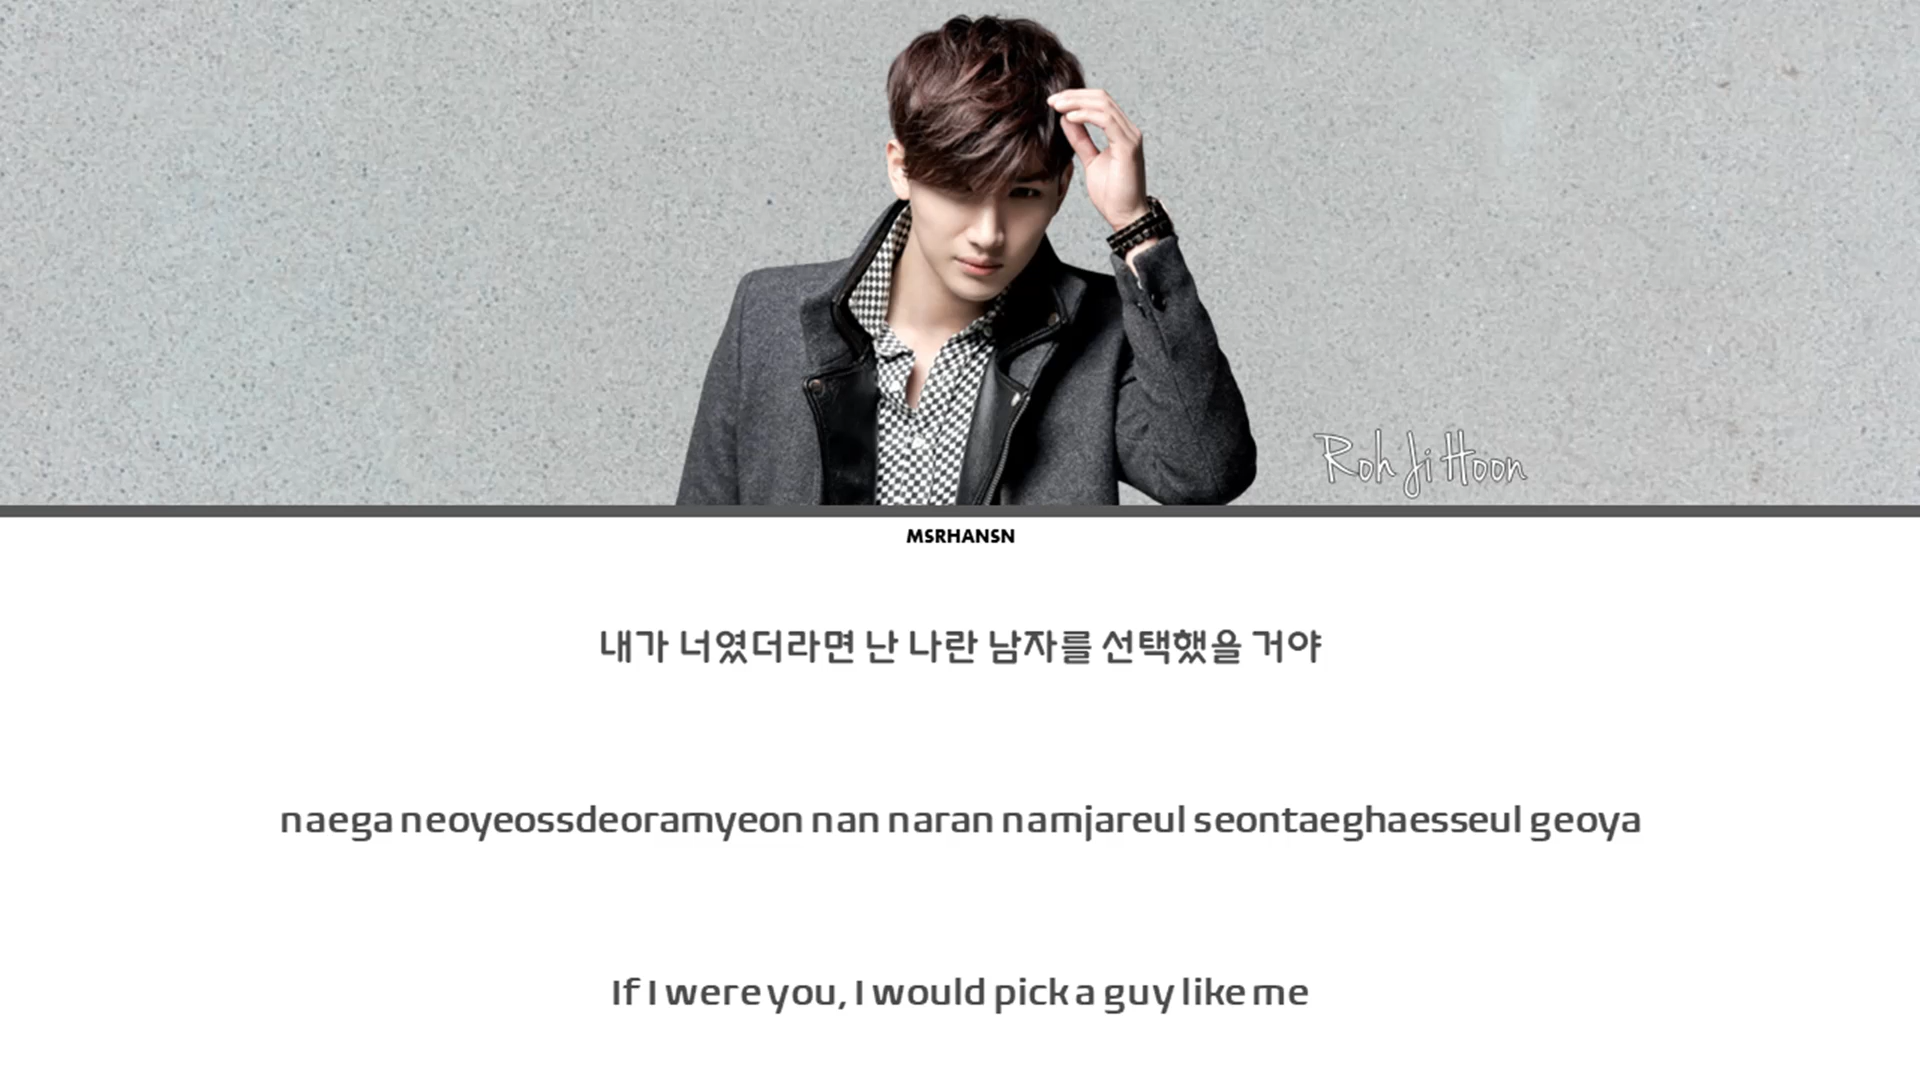 Roh Ji Hoon
MSRHANSN
내가 너였더라면 난 나란 남자를 선택했을 거야
naega neoyeossdeoramyeon nan naran namjareul seontaeghaesseul geoya
If I were you, I would pick a guy like me